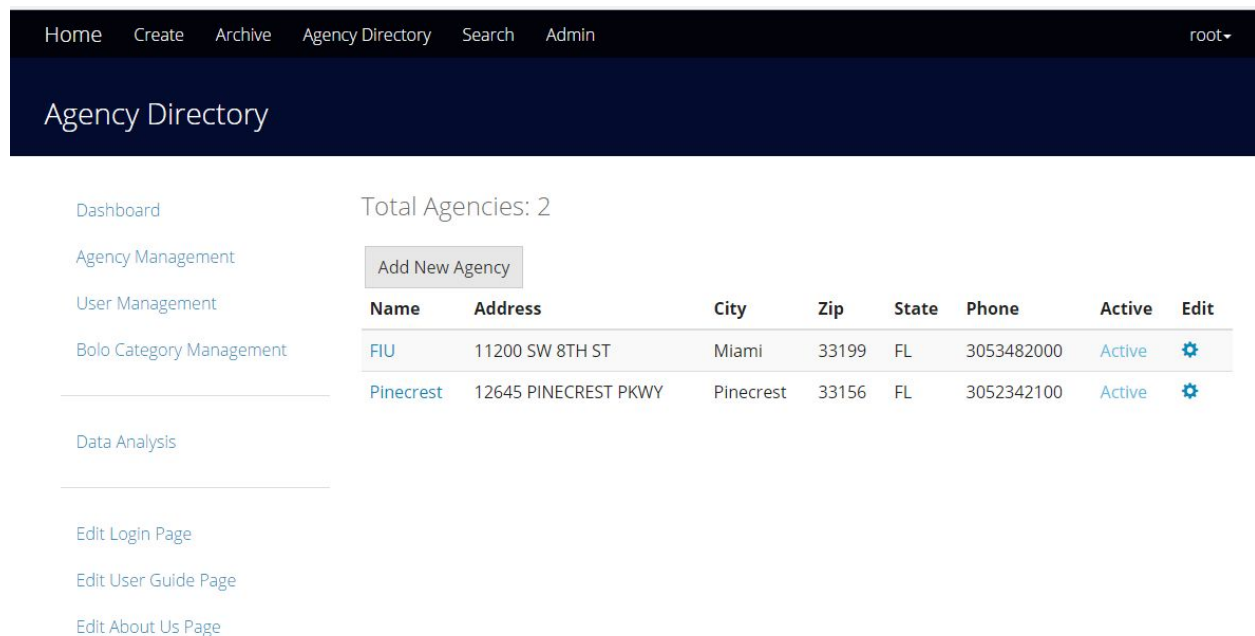 Home Create Archive Agency Directory Search Admin root
Agency Directory
Dashboard
Agency Management
User Management
Bolo Category Management
Data Analysis
Edit Login Page
Edit User Guide Page
Edit About Us Page
Total Agencies: 2
Add New Agency
Name Address City Zip State Phone Active Edit
FIU 11200 SW 8TH ST Miami 33199 FL 3053482000 Active
Pinecrest 12645 PINECREST PKWY Pinecrest 33156 FL 3052342100 Active